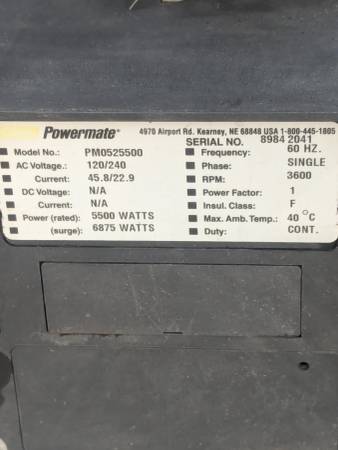 Powermate® 4970 Airport Rd. Kearney, NE 68848 USA 1-800-445-1805
SERIAL NO. 89842041
Model No.: PM0525500
Frequency: 60 HZ.
AC Voltage.: 120/240
Phase: SINGLE
Current: 45.8/22.9
RPM: 3600
DC Voltage: N/A
Power Factor: 1
Current: N/A
Insul. Class: F
Power (rated): 5500 WATTS
Max. Amb. Temp.: 40 °C
(surge): 6875 WATTS
Duty: CONT.